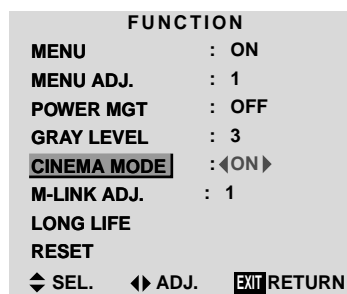 FUNCTION
MENU : ON
MENU ADJ. : 1
POWER MGT : OFF
GRAY LEVEL : 3
CINEMA MODE : ◀ON▶
M-LINK ADJ. : 1
LONG LIFE
RESET
SEL. ADJ. EXIT RETURN